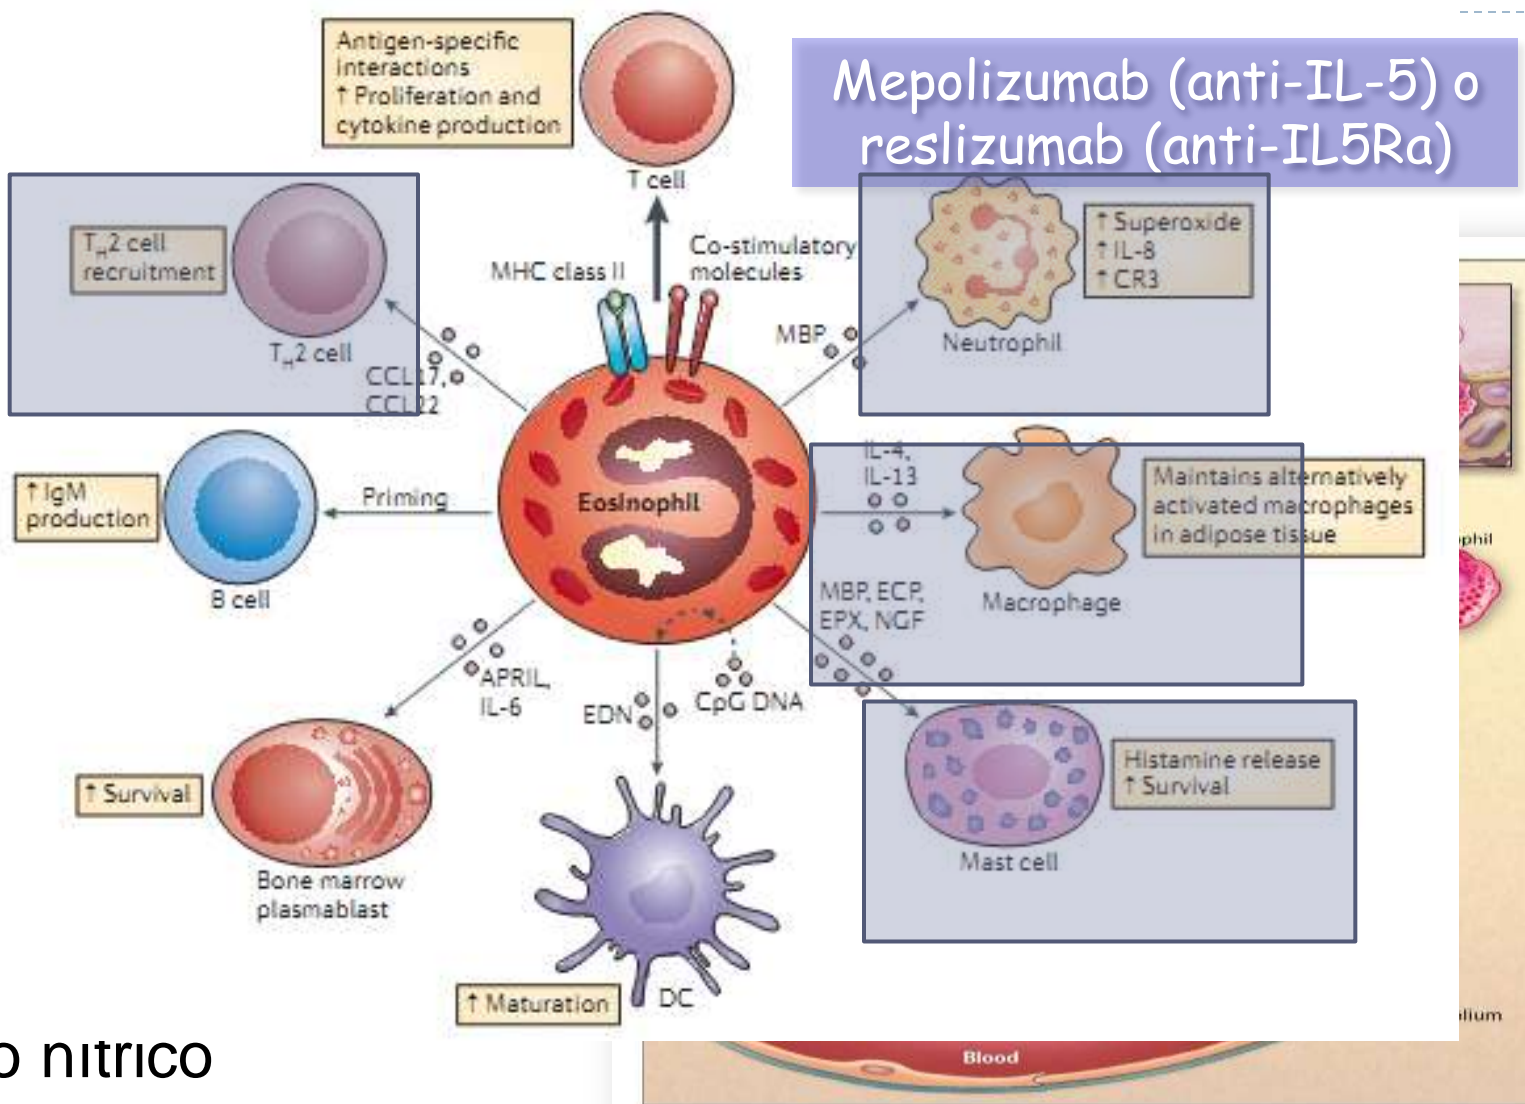 Antigen-specific
interactions
↑ Proliferation and
cytokine production
T cell
Mepolizumab (anti-IL-5) o
reslizumab (anti-IL5Ra)
TH2 cell
recruitment
TH2 cell
MHC class II
Co-stimulatory
molecules
CCL17,
CCL22
MBP
↑ Superoxide
↑ IL-8
↑ CR3
Neutrophil
↑ IgM
production
B cell
Priming
Eosinophil
IL-4,
IL-13
Maintains alternatively
activated macrophages
in adipose tissue
Macrophage
MBP, ECP,
EPX, NGF
APRIL,
IL-6
EDN
CpG DNA
↑ Survival
Bone marrow
plasmablast
Histamine release
↑ Survival
Mast cell
↑ Maturation
DC
phil
lium
o nitrico
Blood